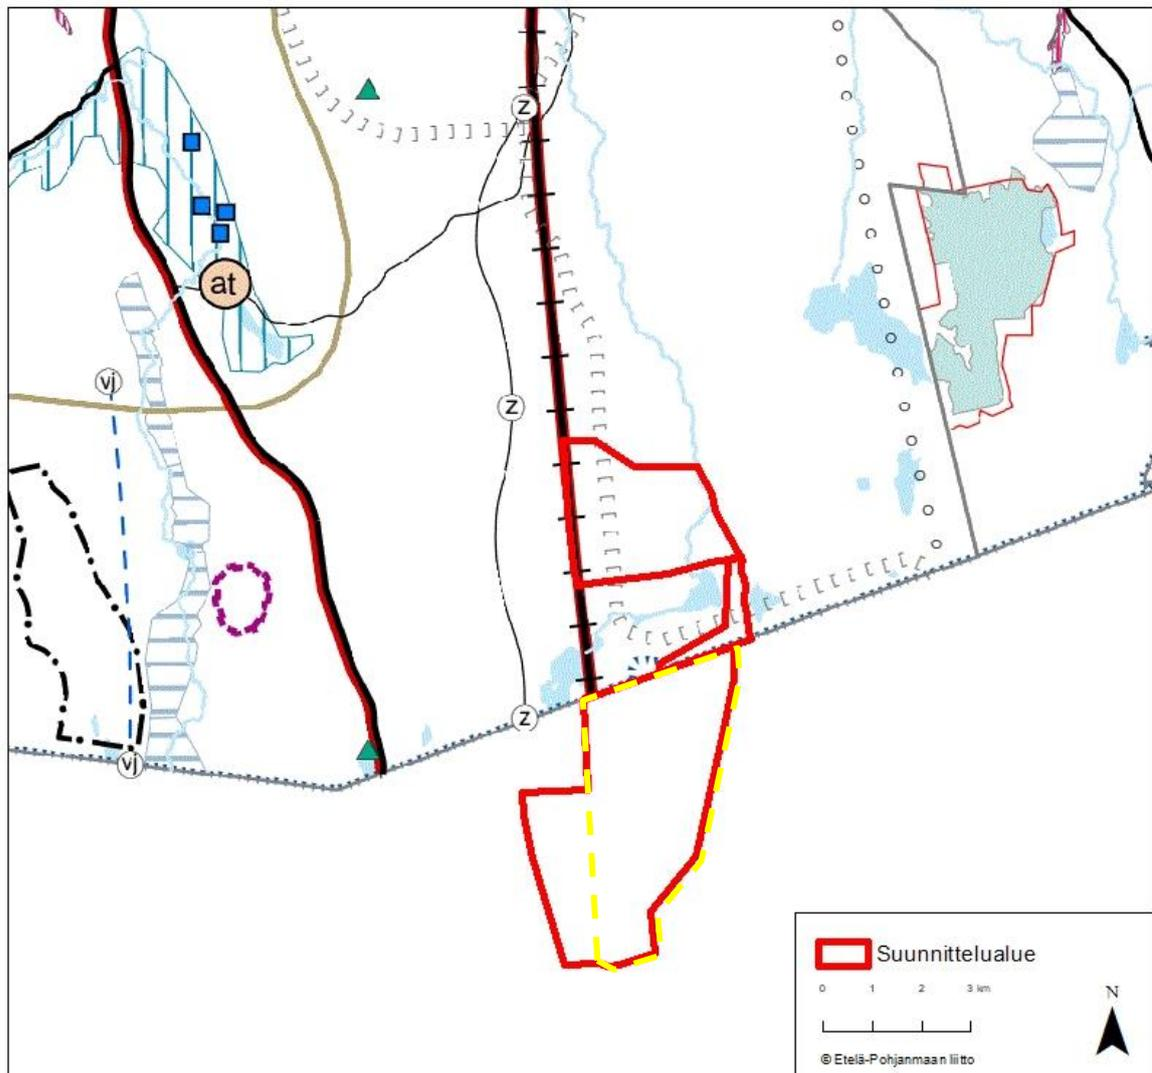 z
at
vj
z
z
vj
Suunnittelualue
0 1 2 3 km
N
© Etelä-Pohjanmaan liitto